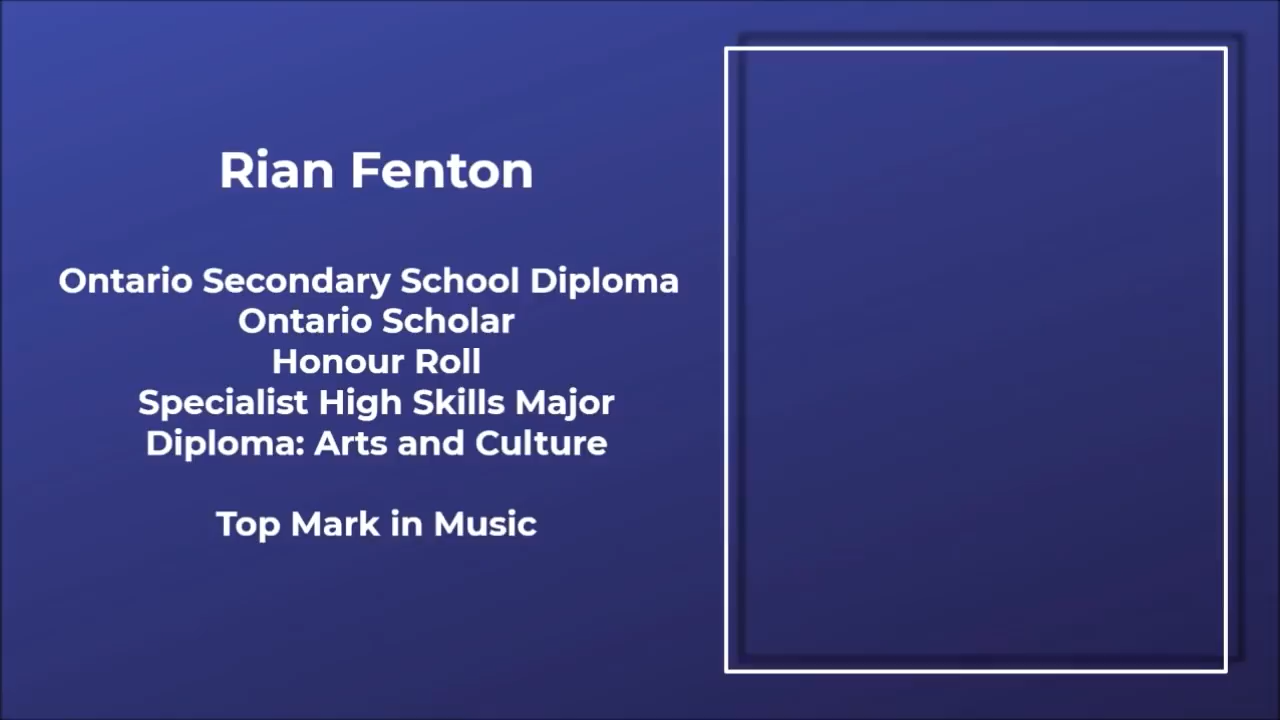 Rian Fenton
Ontario Secondary School Diploma
Ontario Scholar
Honour Roll
Specialist High Skills Major
Diploma: Arts and Culture
Top Mark in Music